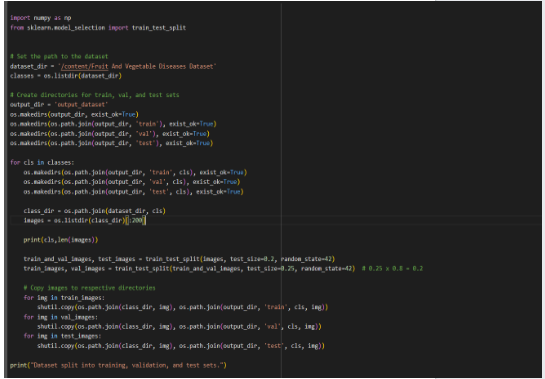 import numpy as np
from sklearn.model_selection import train_test_split
# Set the path to the dataset
dataset_dir = '/content/Fruit And Vegetable Diseases Dataset'
classes = os.listdir(dataset_dir)
# Create directories for train, val, and test sets
output_dir = 'output_dataset'
os.makedirs(output_dir, exist_ok=True)
os.makedirs(os.path.join(output_dir, 'train'), exist_ok=True)
os.makedirs(os.path.join(output_dir, 'val'), exist_ok=True)
os.makedirs(os.path.join(output_dir, 'test'), exist_ok=True)
for cls in classes:
    os.makedirs(os.path.join(output_dir, 'train', cls), exist_ok=True)
    os.makedirs(os.path.join(output_dir, 'val', cls), exist_ok=True)
    os.makedirs(os.path.join(output_dir, 'test', cls), exist_ok=True)
    class_dir = os.path.join(dataset_dir, cls)
    images = os.listdir(class_dir)[:200]
    print(cls,len(images))
    train_and_val_images, test_images = train_test_split(images, test_size=0.2, random_state=42)
    train_images, val_images = train_test_split(train_and_val_images, test_size=0.25, random_state=42)  # 0.25 x 0.8 = 0.2
    # Copy images to respective directories
    for img in train_images:
        shutil.copy(os.path.join(class_dir, img), os.path.join(output_dir, 'train', cls, img))
    for img in val_images:
        shutil.copy(os.path.join(class_dir, img), os.path.join(output_dir, 'val', cls, img))
    for img in test_images:
        shutil.copy(os.path.join(class_dir, img), os.path.join(output_dir, 'test', cls, img))
print("Dataset split into training, validation, and test sets.")